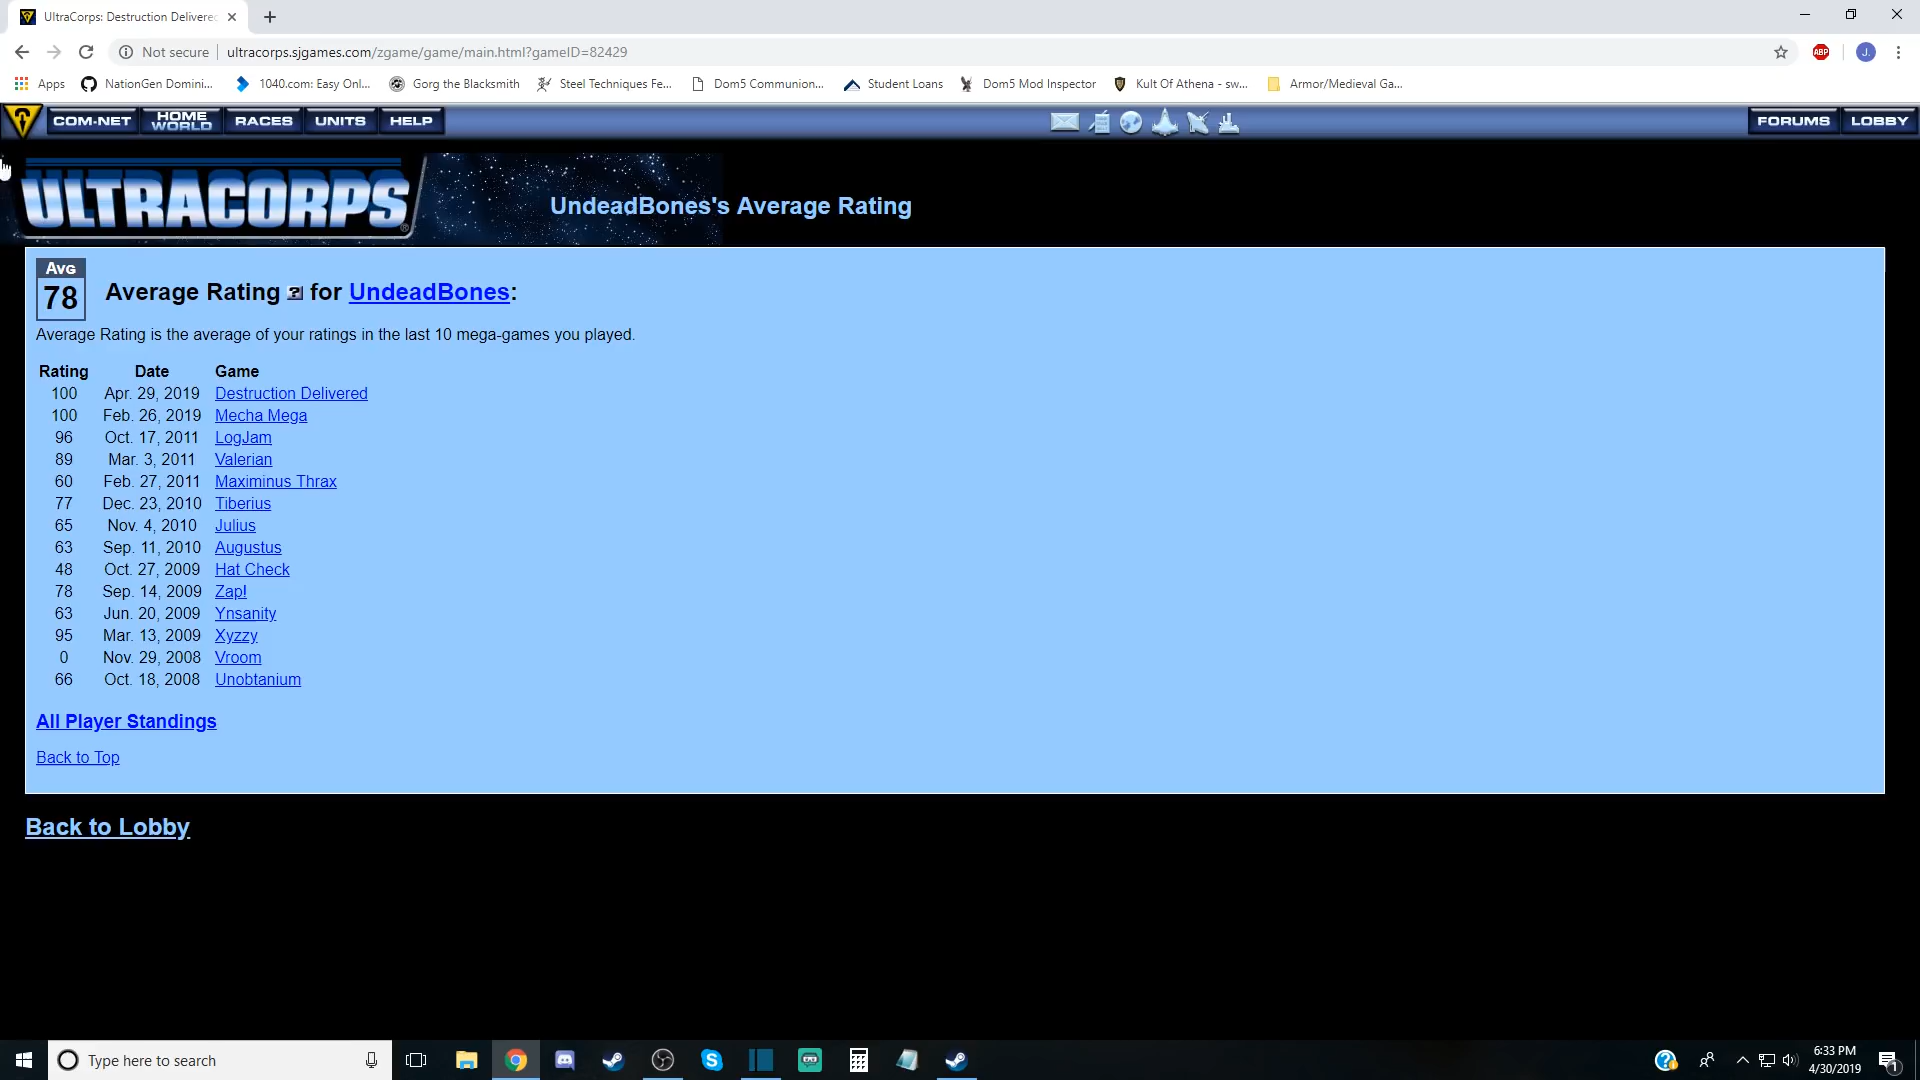 UltraCorps: Destruction Delivered
Not secure | ultracorps.sjgames.com/zgame/game/main.html?gameID=82429
ABP
J.
Apps
NationGen Domini...
1040.com: Easy Onl...
Gorg the Blacksmith
Steel Techniques Fe...
Dom5 Communion...
Student Loans
Dom5 Mod Inspector
Kult Of Athena - sw...
Armor/Medieval Ga...
COM-NET
HOME WORLD
RACES
UNITS
HELP
FORUMS
LOBBY
ULTRACORPS®
UndeadBones's Average Rating
Avg
78
Average Rating ? for UndeadBones:
Average Rating is the average of your ratings in the last 10 mega-games you played.
Rating Date Game
100 Apr. 29, 2019 Destruction Delivered
100 Feb. 26, 2019 Mecha Mega
96 Oct. 17, 2011 LogJam
89 Mar. 3, 2011 Valerian
60 Feb. 27, 2011 Maximinus Thrax
77 Dec. 23, 2010 Tiberius
65 Nov. 4, 2010 Julius
63 Sep. 11, 2010 Augustus
48 Oct. 27, 2009 Hat Check
78 Sep. 14, 2009 Zap!
63 Jun. 20, 2009 Ynsanity
95 Mar. 13, 2009 Xyzzy
0 Nov. 29, 2008 Vroom
66 Oct. 18, 2008 Unobtanium
All Player Standings
Back to Top
Back to Lobby
Type here to search
6:33 PM
4/30/2019
1